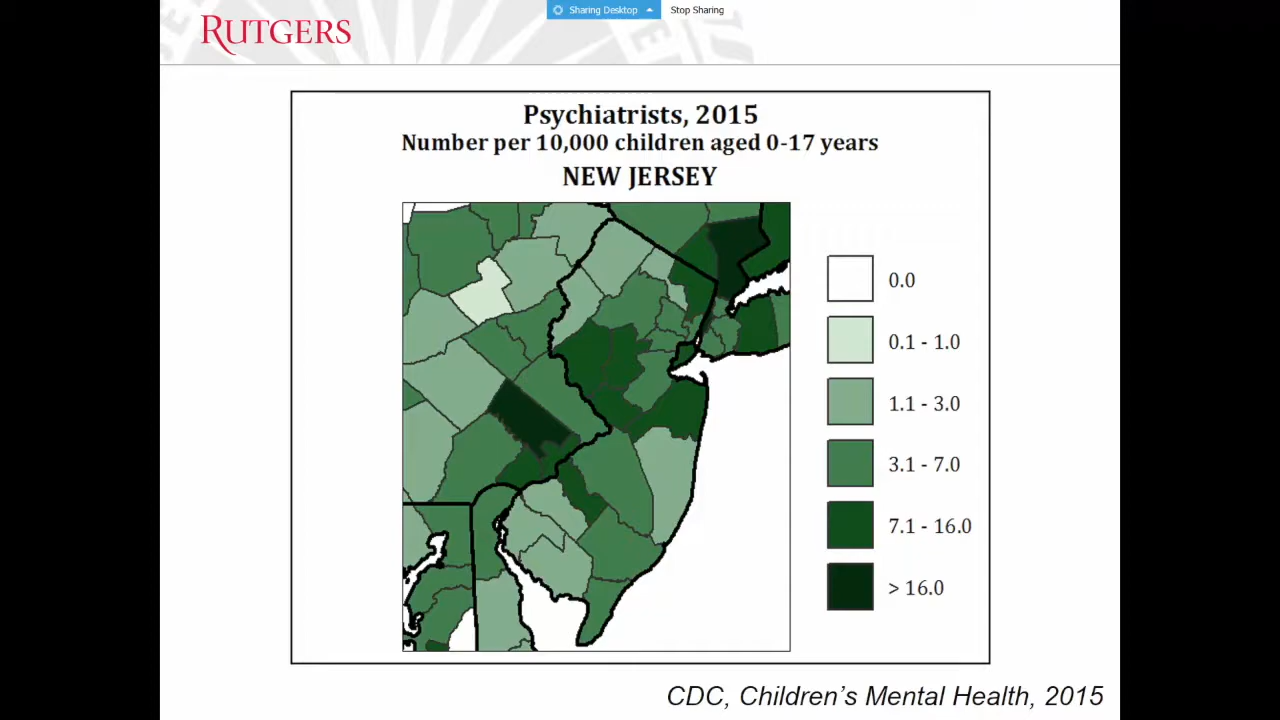 Sharing Desktop Stop Sharing
RUTGERS
Psychiatrists, 2015
Number per 10,000 children aged 0-17 years
NEW JERSEY
0.0
0.1 - 1.0
1.1 - 3.0
3.1 - 7.0
7.1 - 16.0
> 16.0
CDC, Children's Mental Health, 2015